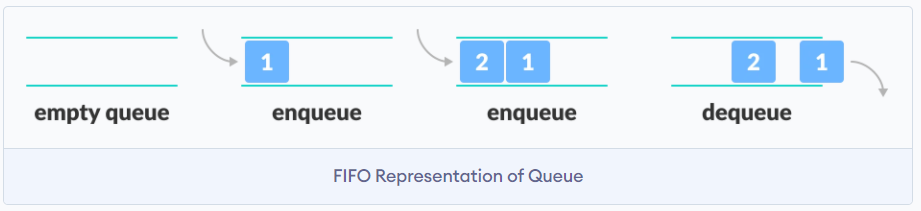 1
2 1
2 1
empty queue
enqueue
enqueue
dequeue
FIFO Representation of Queue